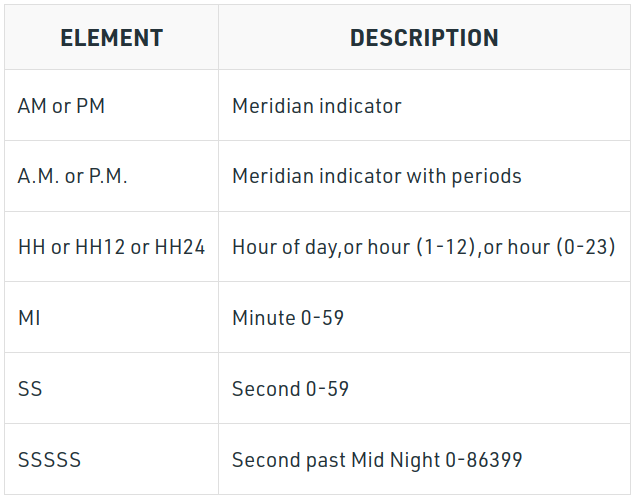 ELEMENT DESCRIPTION
AM or PM Meridian indicator
A.M. or P.M. Meridian indicator with periods
HH or HH12 or HH24 Hour of day,or hour (1-12),or hour (0-23)
MI Minute 0-59
SS Second 0-59
SSSSS Second past Mid Night 0-86399